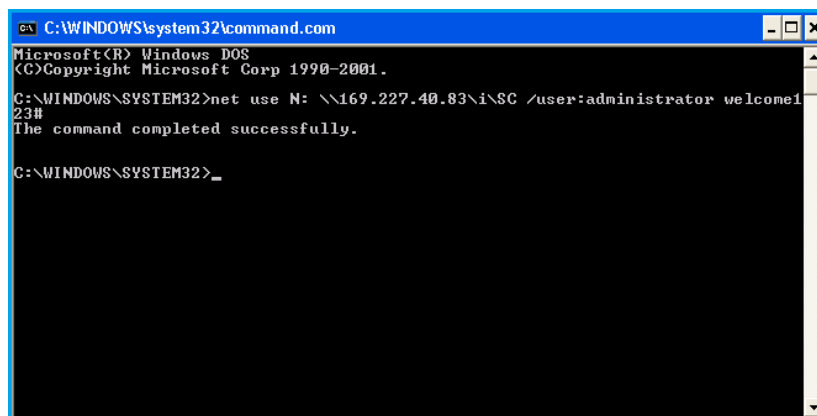 C:\WINDOWS\system32\command.com
Microsoft(R) Windows DOS
(C)Copyright Microsoft Corp 1990-2001.
C:\WINDOWS\SYSTEM32>net use N: \\169.227.40.83\i\SC /user:administrator welcome1
23#
The command completed successfully.
C:\WINDOWS\SYSTEM32>_